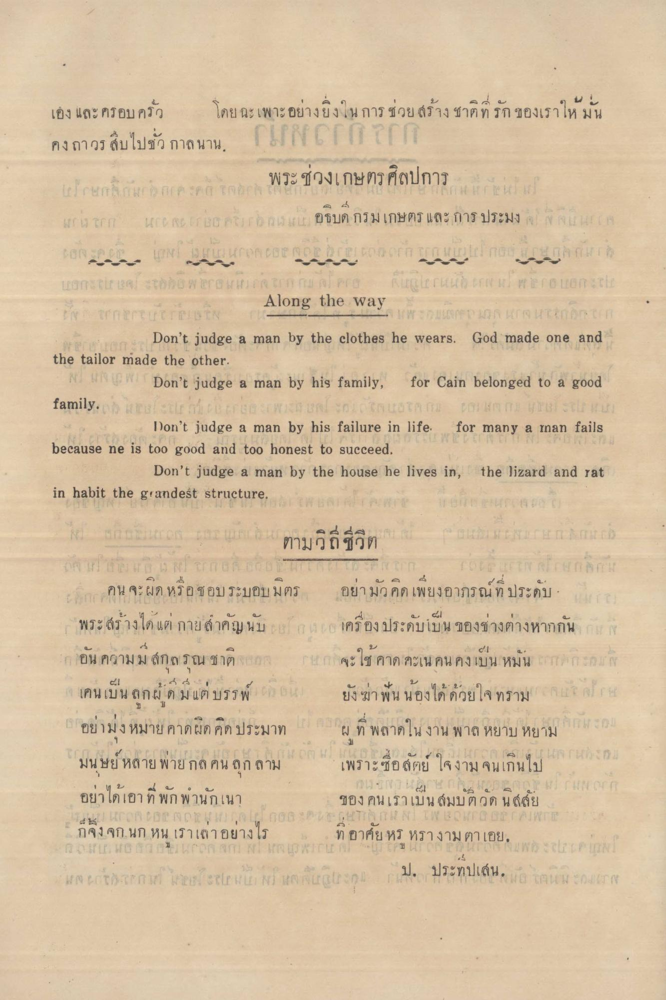 เอง และครอบครัว โดยฉะเพาะอย่างยิ่งในการช่วยสร้างชาติที่รักของเราให้มั่น
คงถาวรสืบไปชั่วกาลนาน.
พระช่วงเกษตรศิลปการ
อธิบดีกรมเกษตรและการประมง
Along the way
Don't judge a man by the clothes he wears. God made one and
the tailor made the other.
Don't judge a man by his family, for Cain belonged to a good
family.
Don't judge a man by his failure in life. for many a man fails
because ne is too good and too honest to succeed.
Don't judge a man by the house he lives in, the lizard and rat
in habit the grandest structure.
ตามวิถีชีวิต
คนจะผิดหรือชอบระบอบมิตร อย่ามัวคิดเพียงอาภรณ์ที่ประดับ
พระสร้างได้แต่กายสำคัญนับ เครื่องประดับเป็นของช่างต่างหากกัน
อันความมีสกุลรุณชาติ จะใช้คาดคะเนคนคงเป็นหมัน
เคนเป็นลูกผู้ดีมีแต่บรรพ์ ยังฆ่าฟันน้องได้ด้วยใจทราม
อย่ามุ่งหมายคาดผิดคิดประมาท ผูที่พลาดในงานพาลหยาบหยาม
มนุษย์หลายพ่ายกลคนลุกลาม เพราะซื่อสัตย์ใจงามจนเกินไป
อย่าได้เอาที่พักพำนักเนา ของคนเราเป็นสมบัติวัดนิสสัย
ก็จึ้งจกนกหนูเราเล่าอย่างไร ที่อาศัยหรูหรางามตาเอย.
ป. ประทีปเสน.